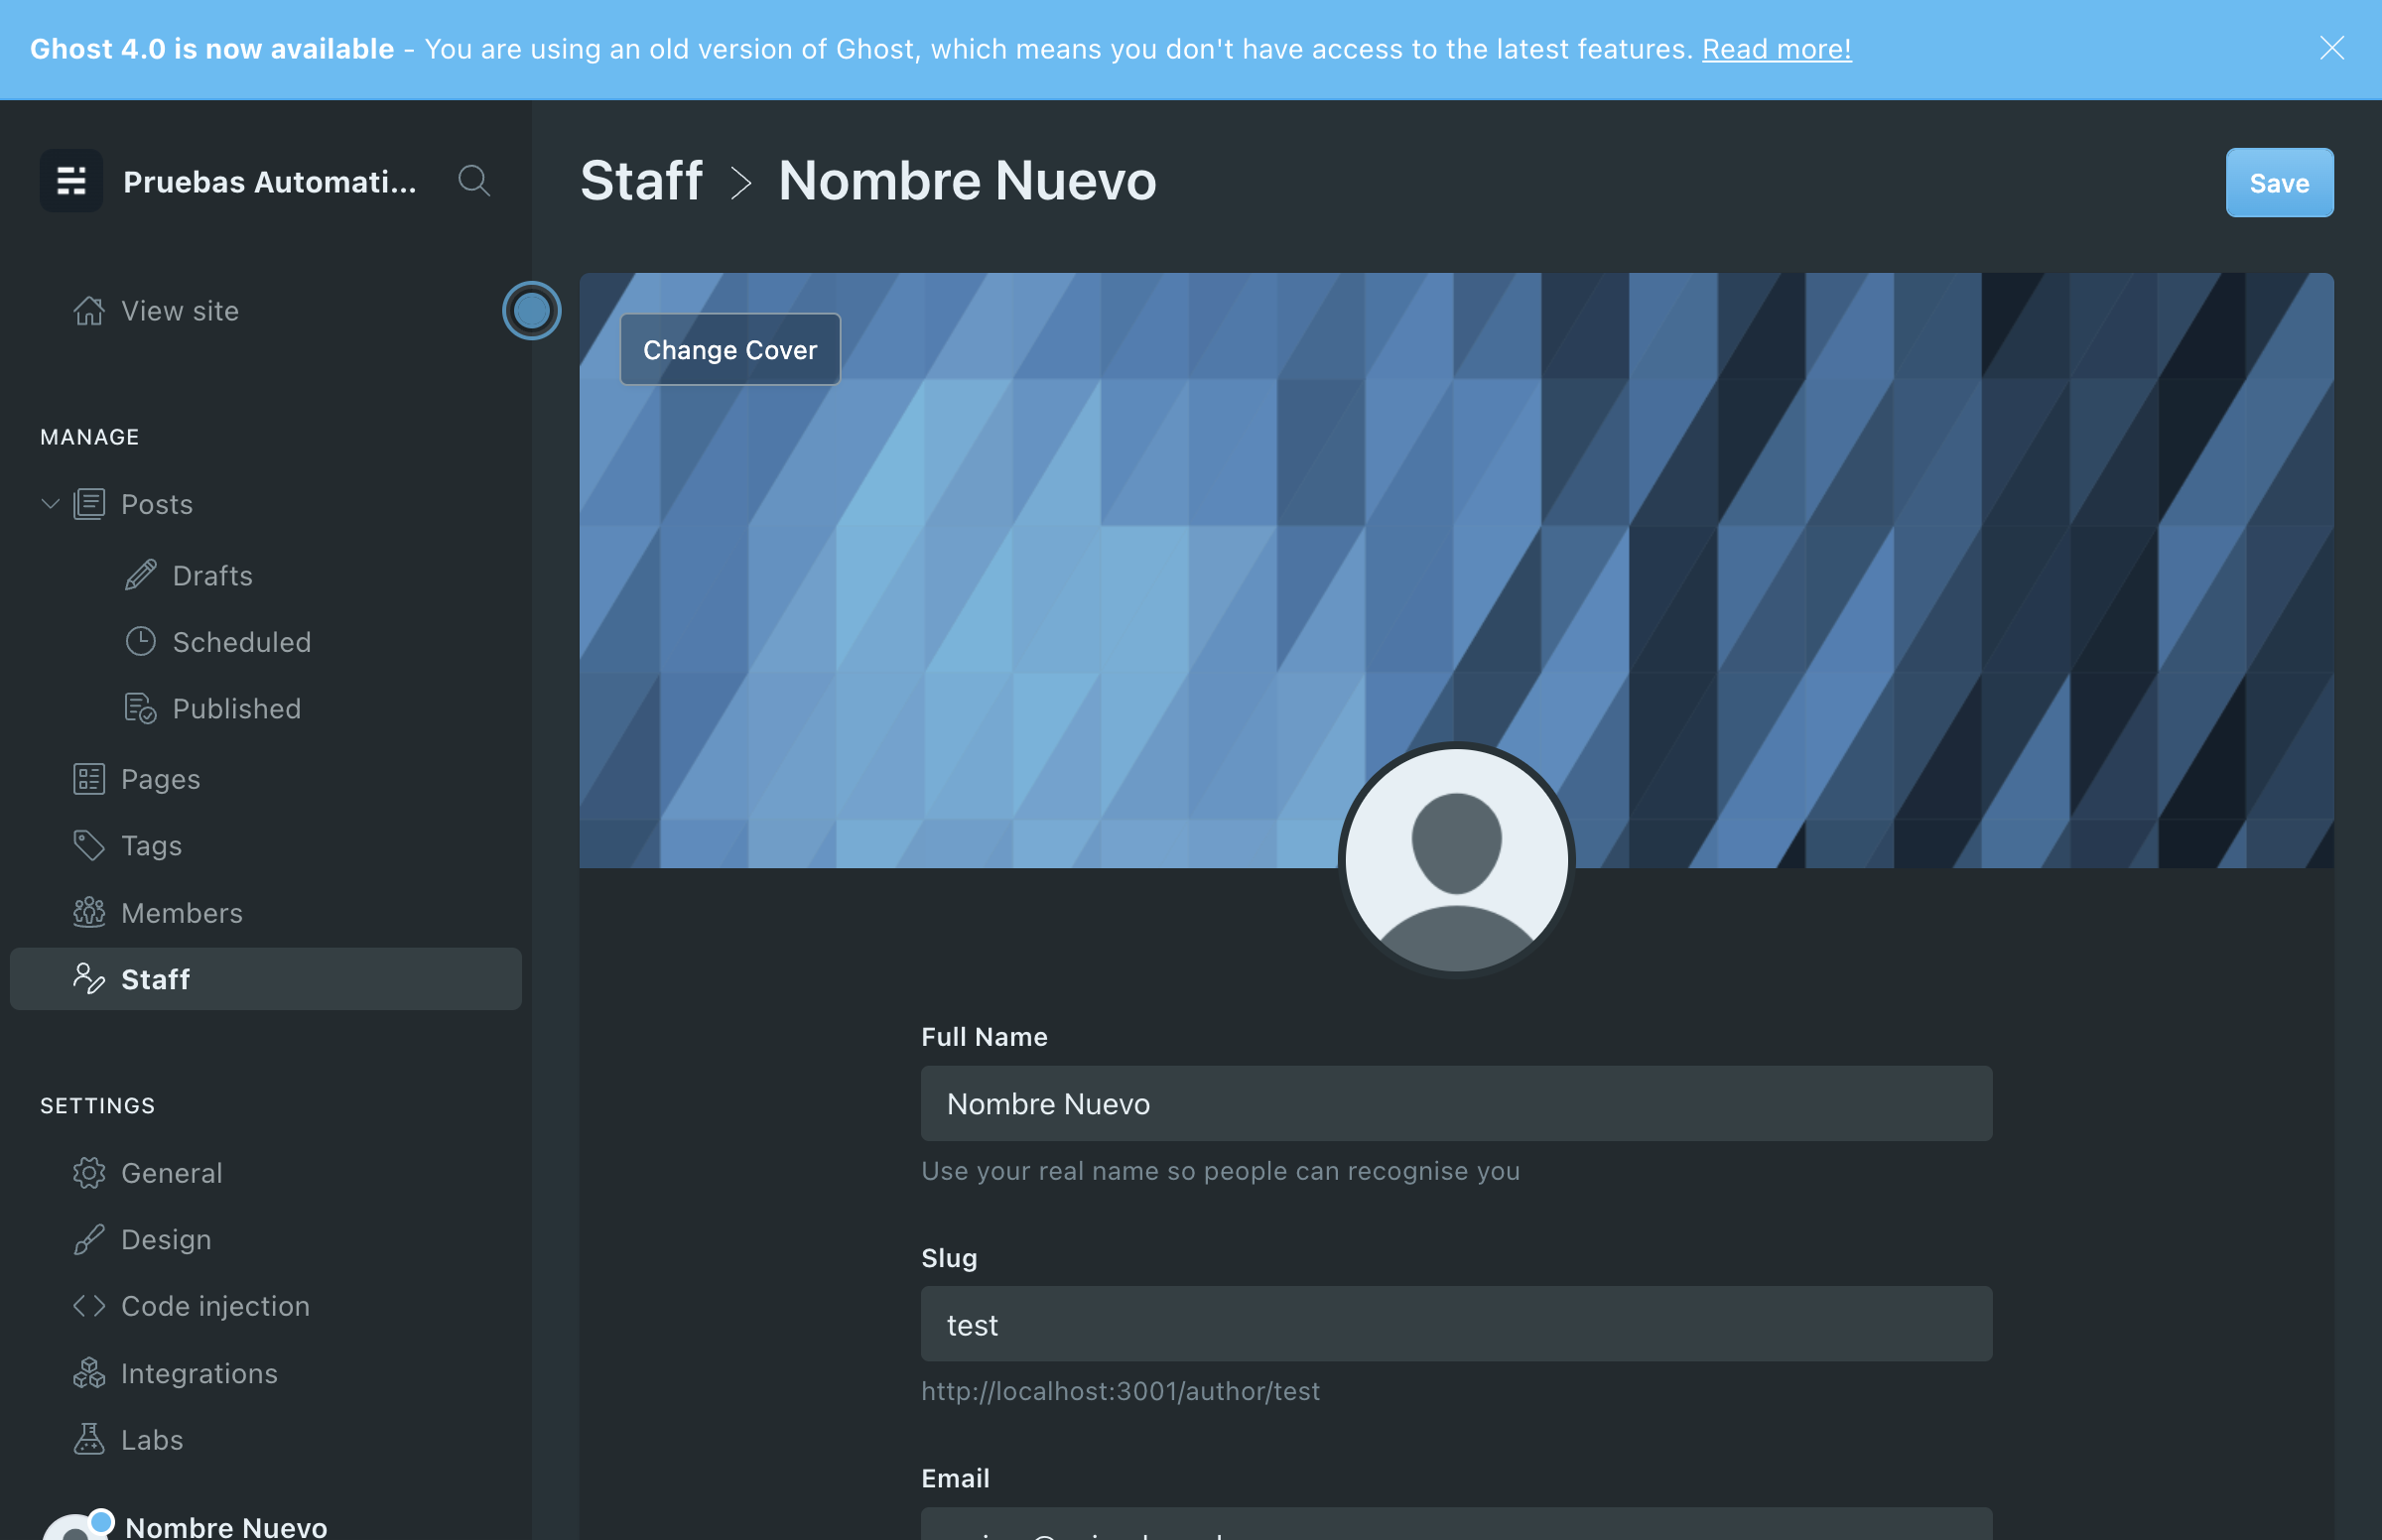 Ghost 4.0 is now available - You are using an old version of Ghost, which means you don't have access to the latest features. Read more!
Pruebas Automati...
Staff > Nombre Nuevo
Save
View site
Change Cover
MANAGE
Posts
Drafts
Scheduled
Published
Pages
Tags
Members
Staff
SETTINGS
General
Design
Code injection
Integrations
Labs
Nombre Nuevo
Full Name
Nombre Nuevo
Use your real name so people can recognise you
Slug
test
http://localhost:3001/author/test
Email